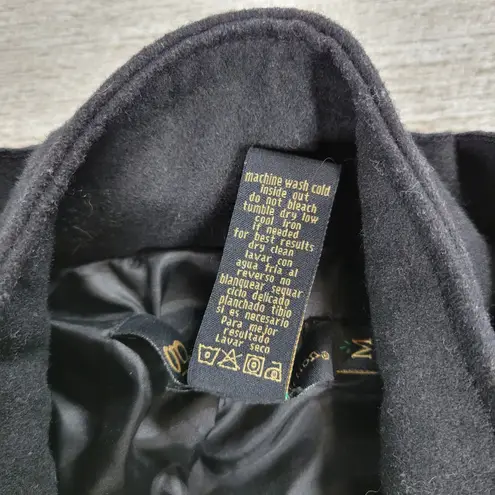 machine wash cold
inside out
do not bleach
tumble dry low
cool iron
if needed
for best results
dry clean
lavar con
agua fria al
reverso no
blanquear sequar
ciclo delicado
planchado tibio
si es necesario
Para mejor
resultado
Lavar seco
M